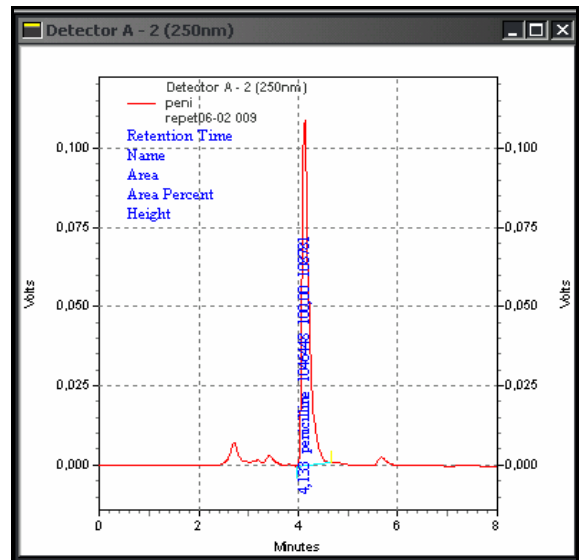 Detector A - 2 (250nm)
Detector A - 2 (250nm)
peni
repet06-02 009
Retention Time
Name
Area
Area Percent
Height
0,100
0,100
0,075
0,075
Volts
0,050
0,050
Volts
0,025
0,025
0,000
0,000
4,133 penicilline 1046448 100,00 108781
0
2
4
6
8
Minutes